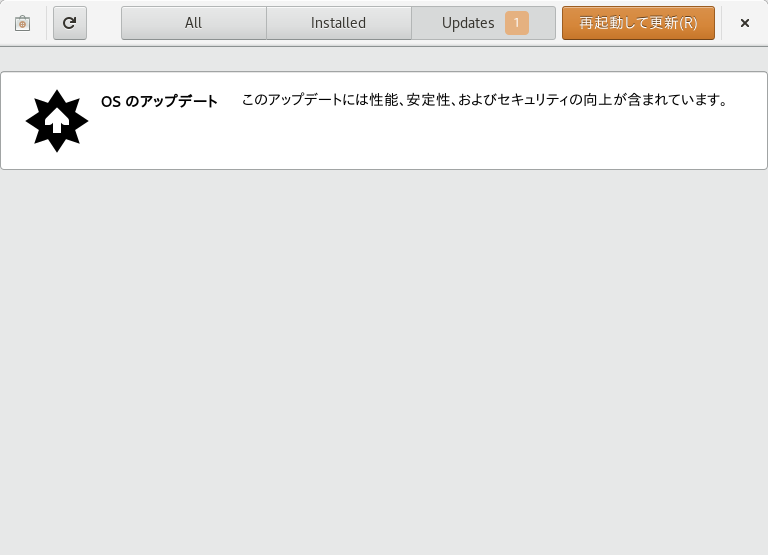 All
Installed
Updates 1
再起動して更新(R)
OS のアップデート
このアップデートには性能、安定性、およびセキュリティの向上が含まれています。